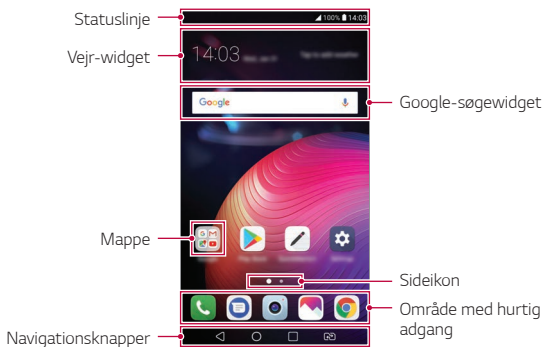 Statuslinje
100% 14:03
Vejr-widget
14:03
Google
Google-søgewidget
Mappe
Sideikon
Område med hurtig
adgang
Navigationsknapper